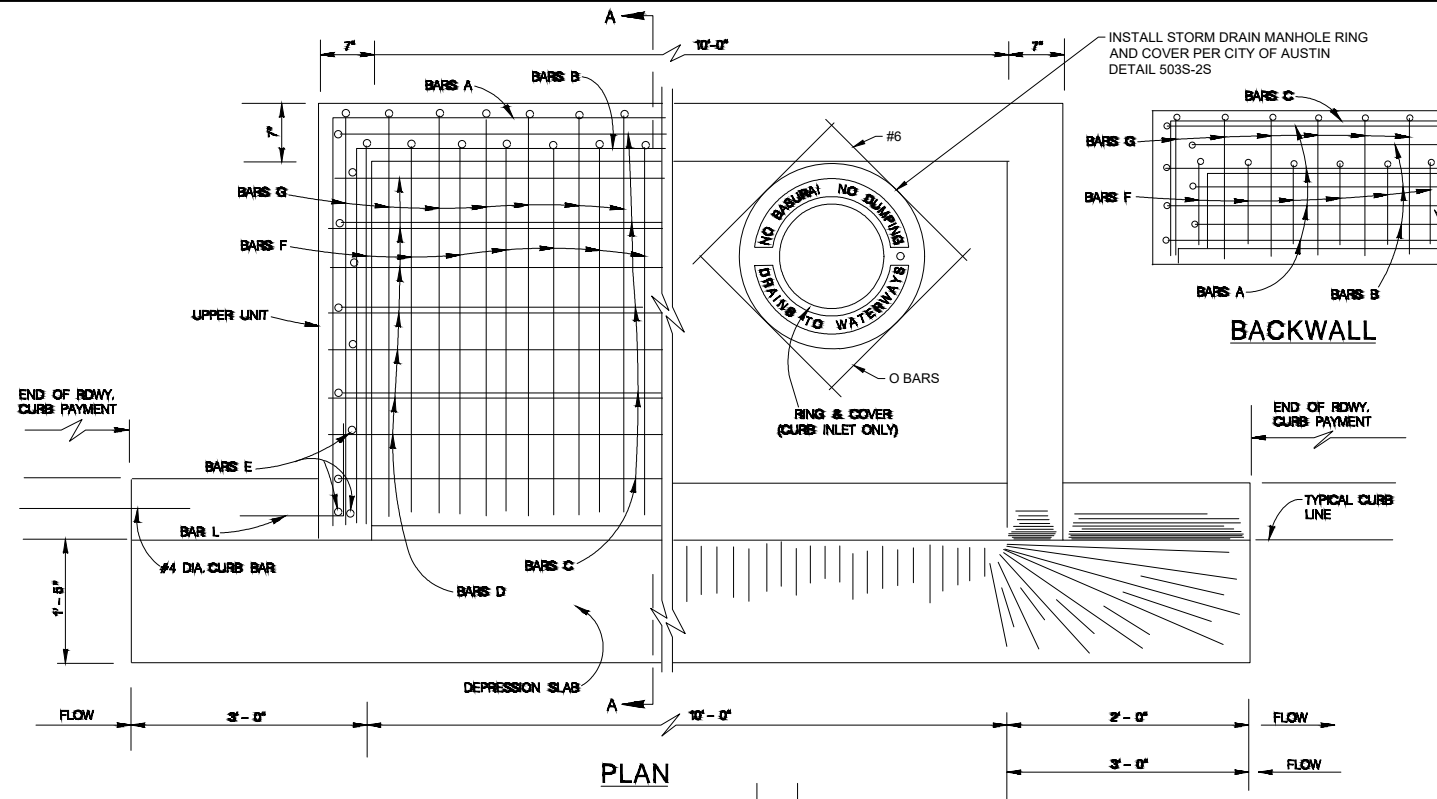 A
7"
10'-0"
7"
INSTALL STORM DRAIN MANHOLE RING
AND COVER PER CITY OF AUSTIN
DETAIL 503S-2S
BARS A
BARS B
7"
#6
BARS G
BARS F
UPPER UNIT
NO BASURA! NO DUMPING
DRAINS TO WATERWAYS
O BARS
RING & COVER
(CURB INLET ONLY)
BARS C
BARS G
BARS F
BARS A
BARS B
BACKWALL
END OF RDWY.
CURB PAYMENT
END OF RDWY.
CURB PAYMENT
BARS E
BAR L
#4 DIA. CURB BAR
BARS D
BARS C
TYPICAL CURB
LINE
1'-5"
DEPRESSION SLAB
A
FLOW
3'-0"
10'-0"
2'-0"
FLOW
3'-0"
FLOW
PLAN